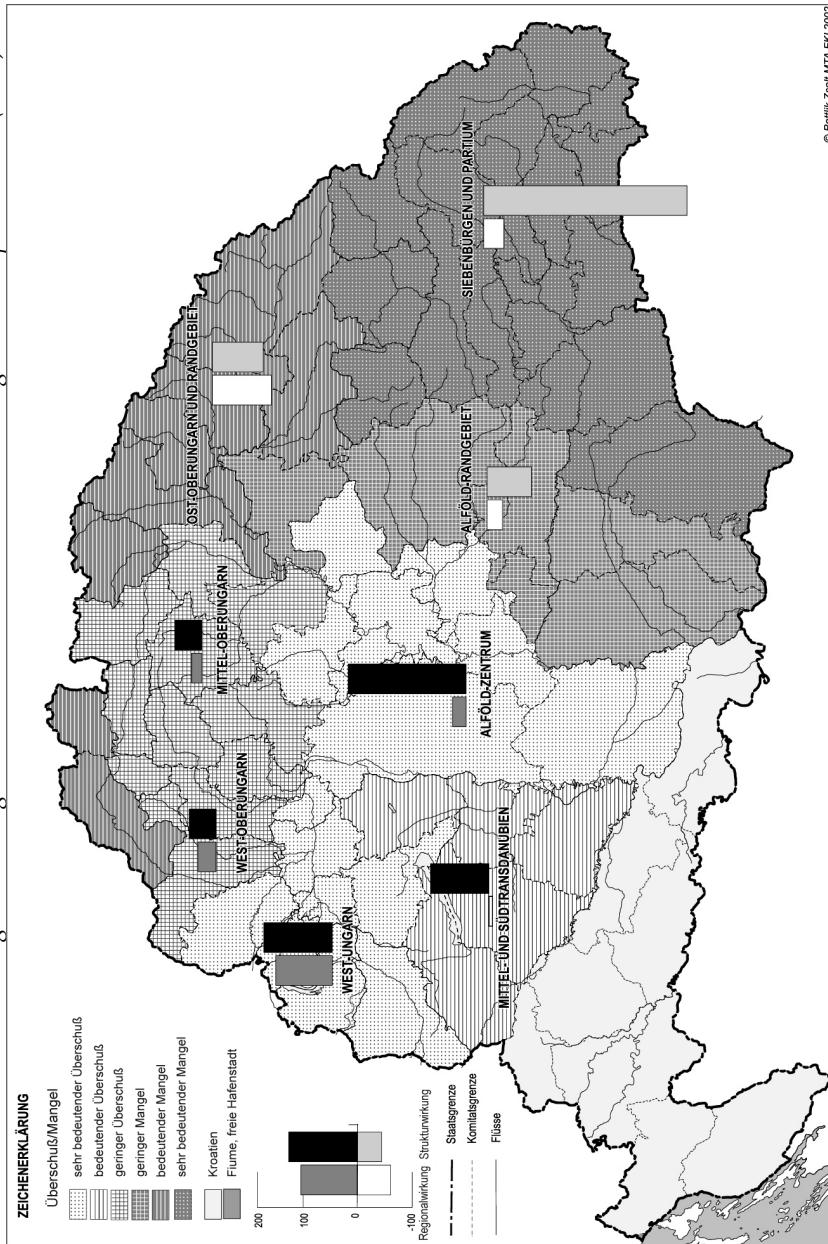 ZEICHENERKLÄRUNG
Überschuß/Mangel
sehr bedeutender Überschuß
bedeutender Überschuß
geringer Überschuß
geringer Mangel
bedeutender Mangel
sehr bedeutender Mangel
Kroatien
Fiume, freie Hafenstadt
200
100
0
-100
Regionalwirkung Strukturwirkung
Staatsgrenze
Komitatsgrenze
Flüsse
WEST-UNGARN
WEST-OBERUNGARN
MITTEL-OBERUNGARN
OST-OBERUNGARN UND RANDGEBIET
MITTEL- UND SÜDTRANSDANUBIEN
ALFÖLD-ZENTRUM
ALFÖLD-RANDGEBIET
SIEBENBÜRGEN UND PARTIUM